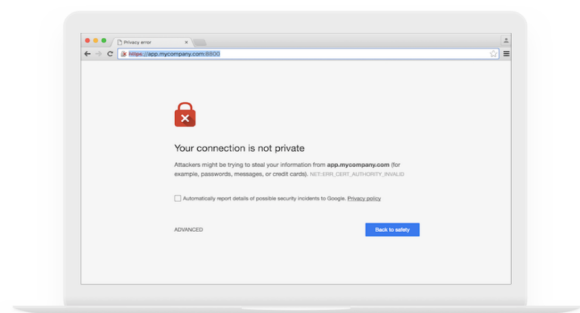 Privacy error
https://app.mycompany.com:8800
Your connection is not private
Attackers might be trying to steal your information from app.mycompany.com (for
example, passwords, messages, or credit cards). NET::ERR_CERT_AUTHORITY_INVALID
Automatically report details of possible security incidents to Google. Privacy policy
ADVANCED
Back to safety